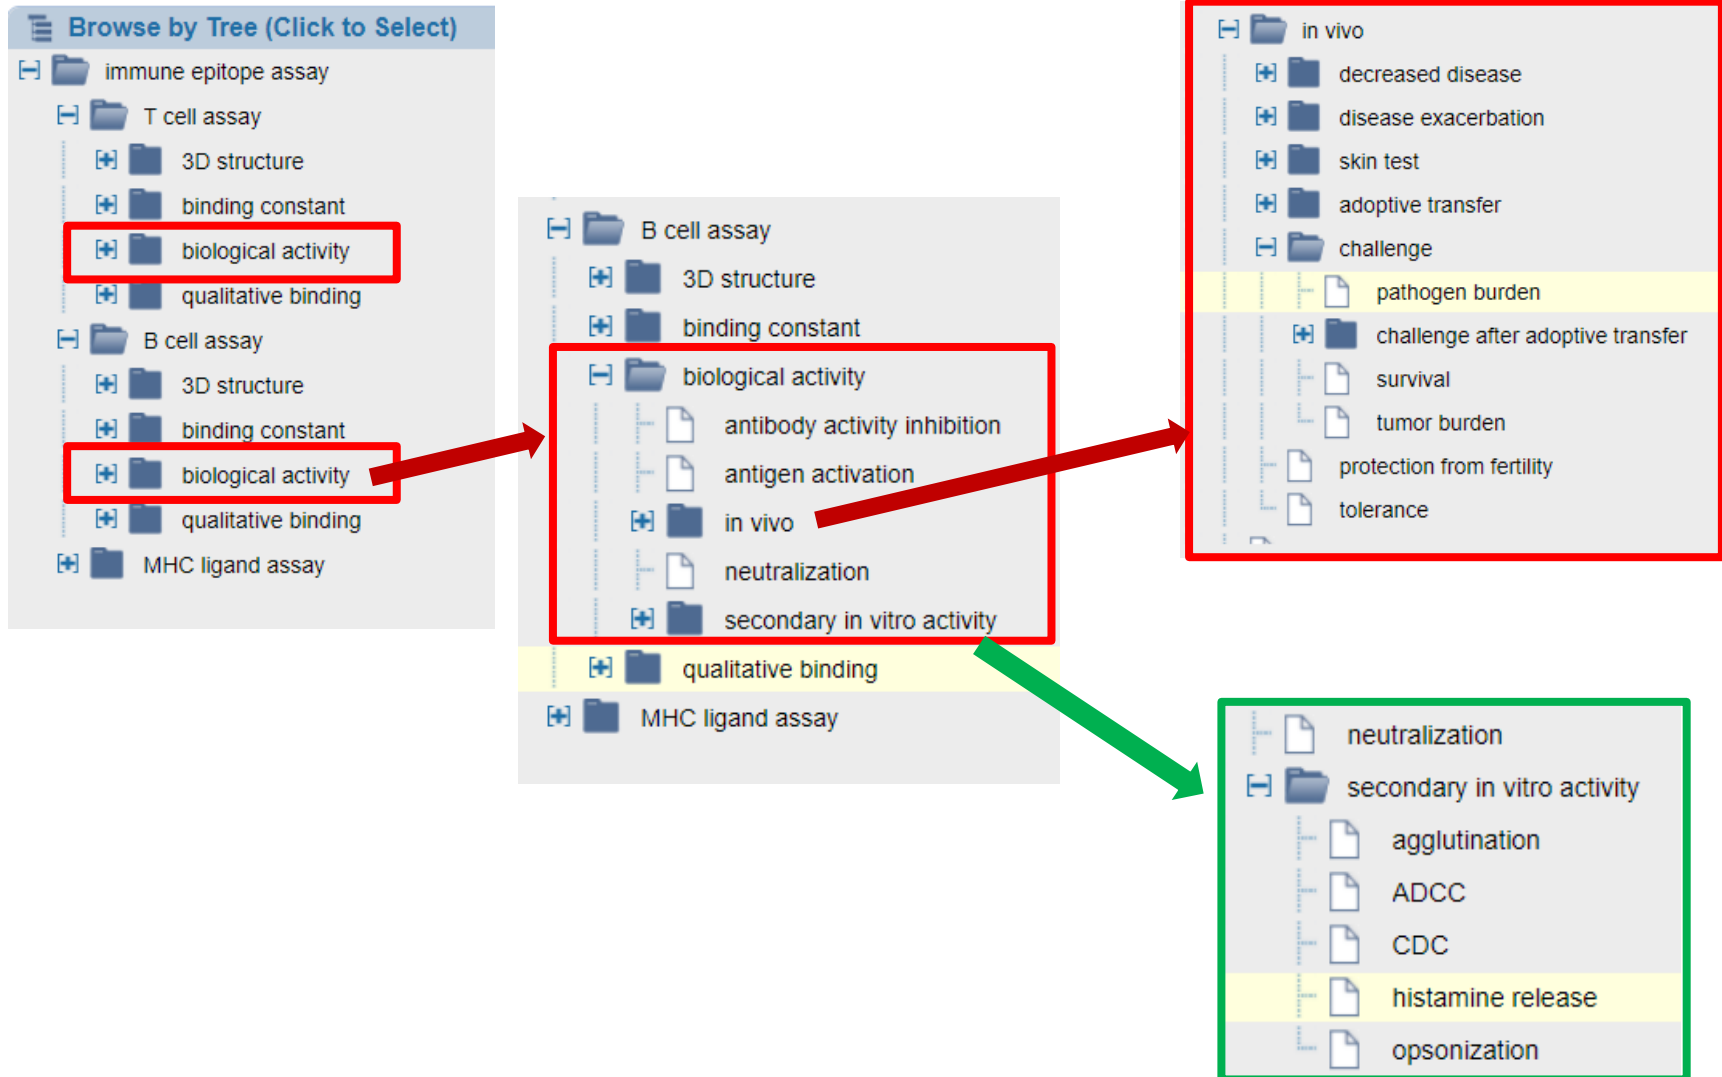 Browse by Tree (Click to Select)
immune epitope assay
T cell assay
3D structure
binding constant
biological activity
qualitative binding
B cell assay
3D structure
binding constant
biological activity
qualitative binding
MHC ligand assay
B cell assay
3D structure
binding constant
biological activity
antibody activity inhibition
antigen activation
in vivo
neutralization
secondary in vitro activity
qualitative binding
MHC ligand assay
in vivo
decreased disease
disease exacerbation
skin test
adoptive transfer
challenge
pathogen burden
challenge after adoptive transfer
survival
tumor burden
protection from fertility
tolerance
neutralization
secondary in vitro activity
agglutination
ADCC
CDC
histamine release
opsonization